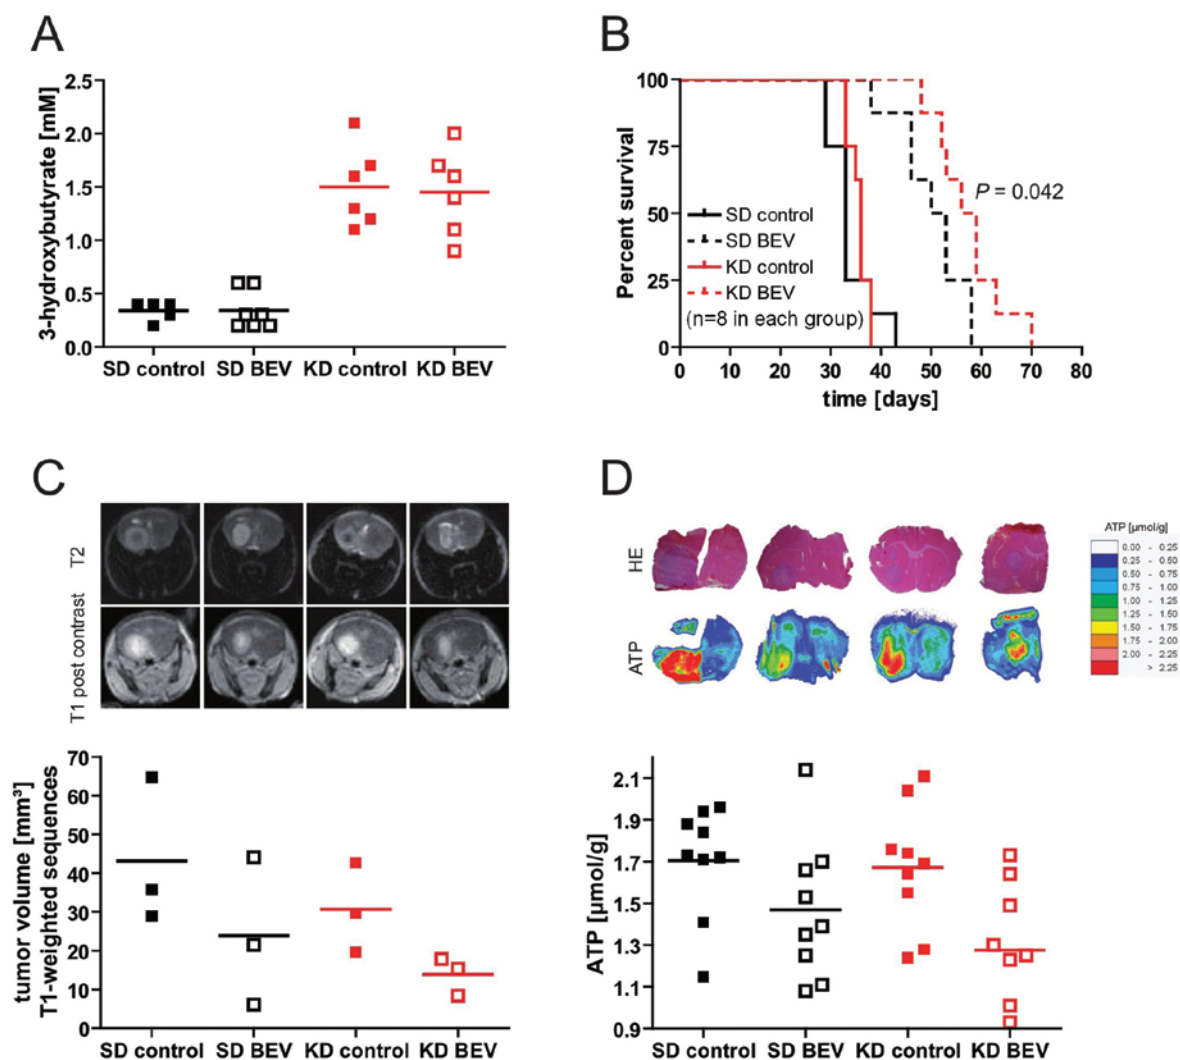 A
3-hydroxybutyrate [mM]
2.5
2.0
1.5
1.0
0.5
0.0
SD control SD BEV KD control KD BEV
B
Percent survival
100
75
50
25
0
P = 0.042
SD control
SD BEV
KD control
KD BEV
(n=8 in each group)
0 10 20 30 40 50 60 70 80
time [days]
C
T2
T1 post contrast
tumor volume [mm³]
T1-weighted sequences
70
60
50
40
30
20
10
0
SD control SD BEV KD control KD BEV
D
HE
ATP
ATP [µmol/g]
0.00 - 0.25
0.25 - 0.50
0.50 - 0.75
0.75 - 1.00
1.00 - 1.25
1.25 - 1.50
1.50 - 1.75
1.75 - 2.00
2.00 - 2.25
> 2.25
ATP [µmol/g]
2.1
1.9
1.7
1.5
1.3
1.1
0.9
SD control SD BEV KD control KD BEV